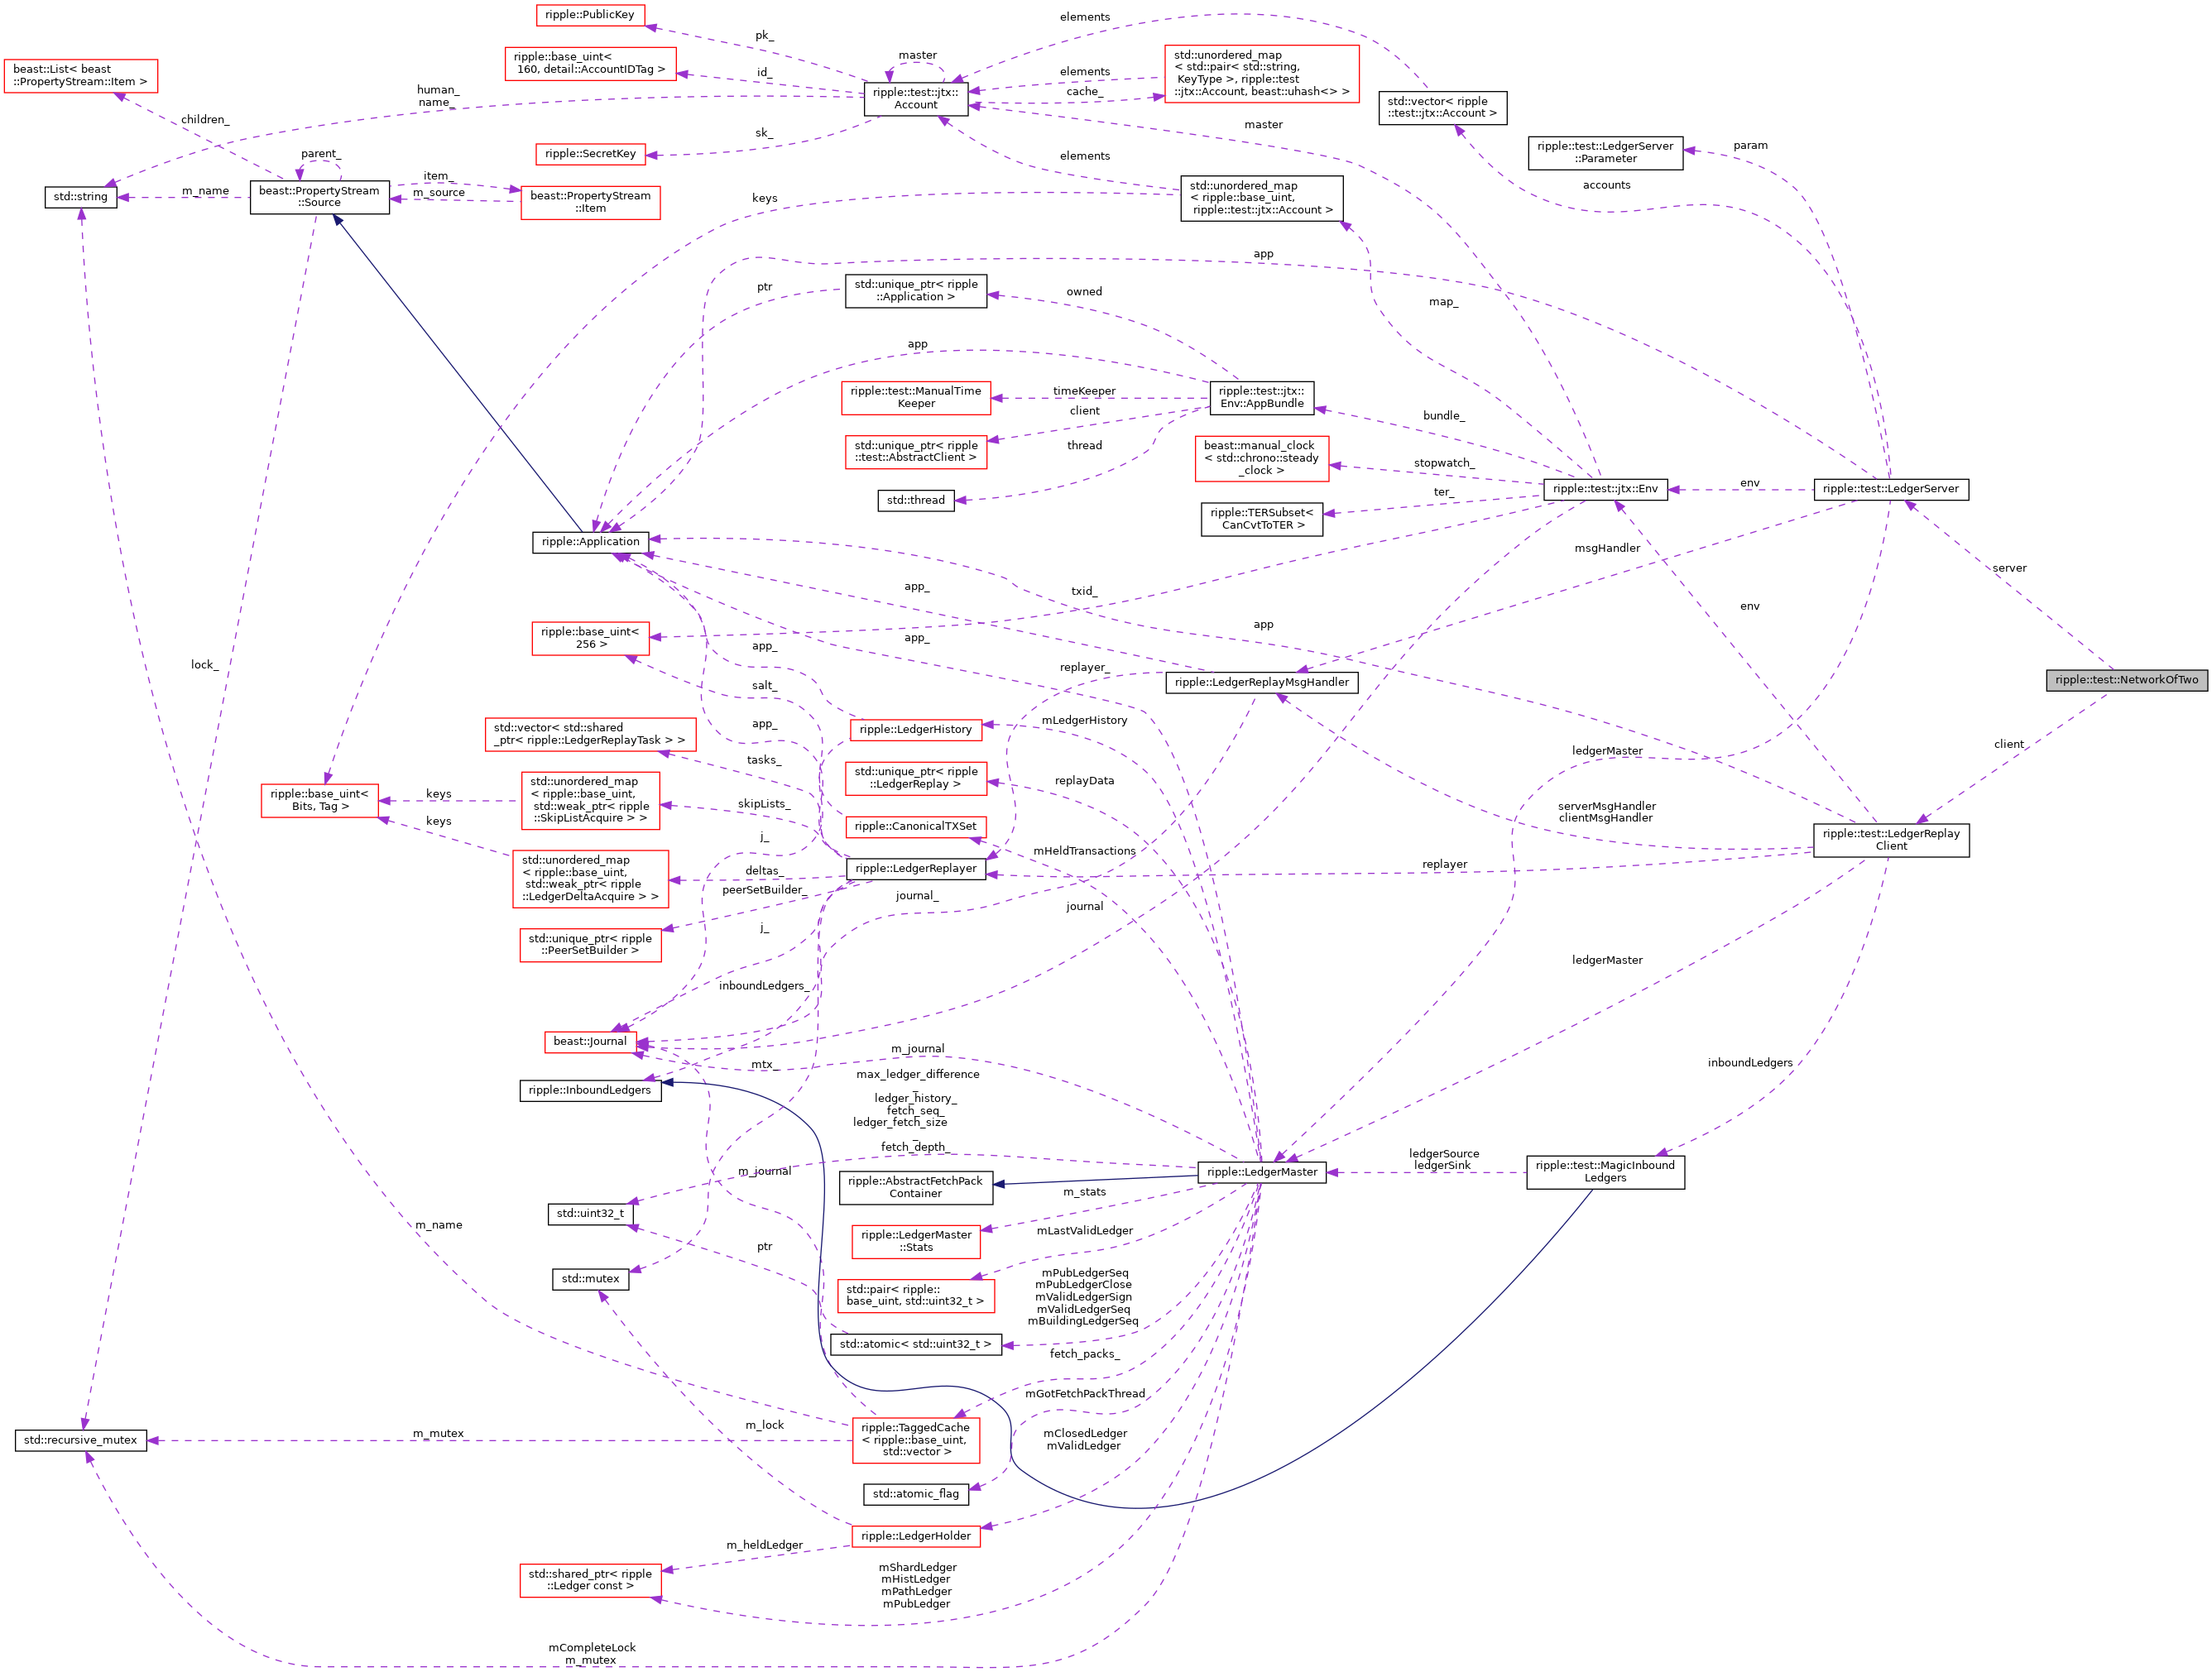 ripple::PublicKey
elements
pk_
ripple::base_uint<
160, detail::AccountIDTag >
id_
master
std::unordered_map
< std::pair< std::string,
KeyType >, ripple::test
::jtx::Account, beast::uhash<> >
elements
cache_
beast::List< beast
::PropertyStream::Item >
human_
name_
ripple::test::jtx::
Account
std::vector< ripple
::test::jtx::Account >
children_
sk_
master
ripple::test::LedgerServer
::Parameter
param
ripple::SecretKey
parent_
elements
accounts
std::string
m_name
beast::PropertyStream
::Source
item_
m_source
beast::PropertyStream
::Item
keys
std::unordered_map
< ripple::base_uint,
ripple::test::jtx::Account >
app
ptr
std::unique_ptr< ripple
::Application >
owned
map_
app
ripple::test::ManualTime
Keeper
timeKeeper
ripple::test::jtx::
Env::AppBundle
client
bundle_
std::unique_ptr< ripple
::test::AbstractClient >
thread
beast::manual_clock
< std::chrono::steady
_clock >
stopwatch_
std::thread
ter_
ripple::test::jtx::Env
env
ripple::test::LedgerServer
ripple::TERSubset<
CanCvtToTER >
ripple::Application
msgHandler
server
app_
txid_
env
ripple::base_uint<
256 >
app_
app_
app
lock_
replayer_
salt_
ripple::LedgerReplayMsgHandler
ripple::test::NetworkOfTwo
std::vector< std::shared
_ptr< ripple::LedgerReplayTask > >
app_
ripple::LedgerHistory
mLedgerHistory
client
tasks_
ledgerMaster
std::unique_ptr< ripple
::LedgerReplay >
replayData
ripple::base_uint<
Bits, Tag >
keys
std::unordered_map
< ripple::base_uint,
std::weak_ptr< ripple
::SkipListAcquire > >
skipLists_
serverMsgHandler
clientMsgHandler
keys
ripple::CanonicalTXSet
j_
ripple::test::LedgerReplay
Client
mHeldTransactions
std::unordered_map
< ripple::base_uint,
std::weak_ptr< ripple
::LedgerDeltaAcquire > >
deltas_
ripple::LedgerReplayer
replayer
peerSetBuilder_
journal_
journal
std::unique_ptr< ripple
::PeerSetBuilder >
j_
ledgerMaster
inboundLedgers_
beast::Journal
m_journal
mtx_
inboundLedgers
ripple::InboundLedgers
max_ledger_difference
_
ledger_history_
fetch_seq_
ledger_fetch_size
_
fetch_depth_
m_journal
ripple::AbstractFetchPack
Container
ripple::LedgerMaster
ledgerSource
ledgerSink
ripple::test::MagicInbound
Ledgers
std::uint32_t
m_stats
m_name
ripple::LedgerMaster
::Stats
mLastValidLedger
ptr
std::mutex
std::pair< ripple::
base_uint, std::uint32_t >
mPubLedgerSeq
mPubLedgerClose
mValidLedgerSign
mValidLedgerSeq
mBuildingLedgerSeq
std::atomic< std::uint32_t >
fetch_packs_
mGotFetchPackThread
std::recursive_mutex
m_mutex
m_lock
ripple::TaggedCache
< ripple::base_uint,
std::vector >
mClosedLedger
mValidLedger
std::atomic_flag
ripple::LedgerHolder
m_heldLedger
std::shared_ptr< ripple
::Ledger const >
mShardLedger
mHistLedger
mPathLedger
mPubLedger
mCompleteLock
m_mutex